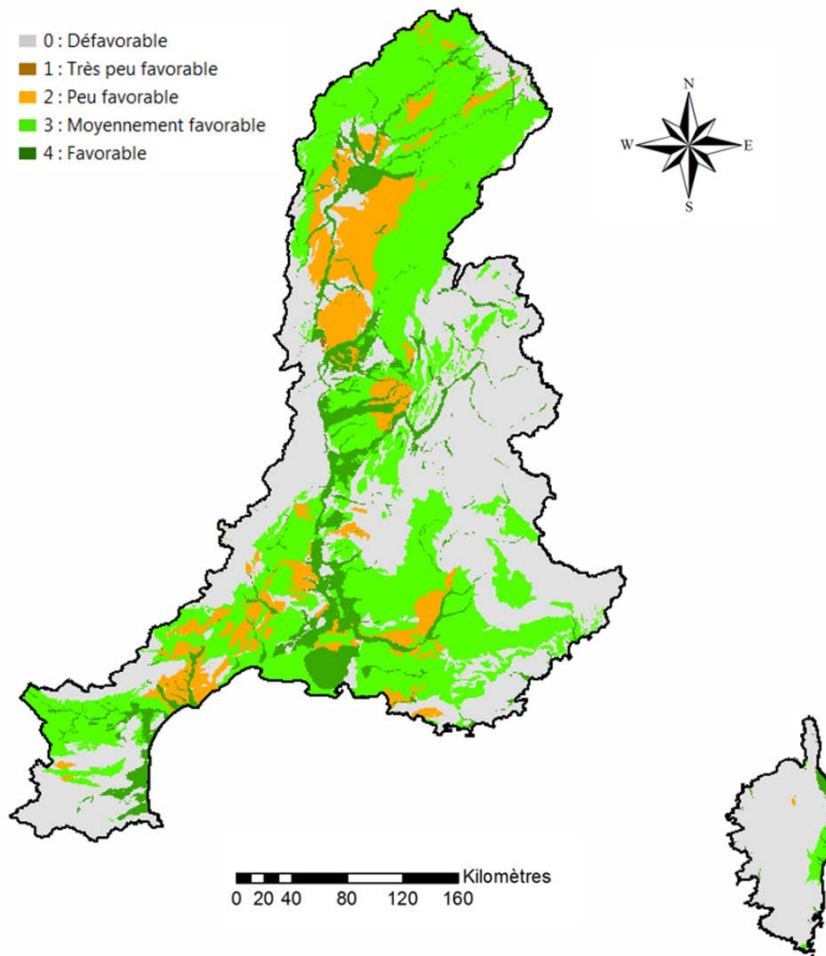 0 : Défavorable
1 : Très peu favorable
2 : Peu favorable
3 : Moyennement favorable
4 : Favorable
N
W E
S
Kilomètres
0 20 40 80 120 160